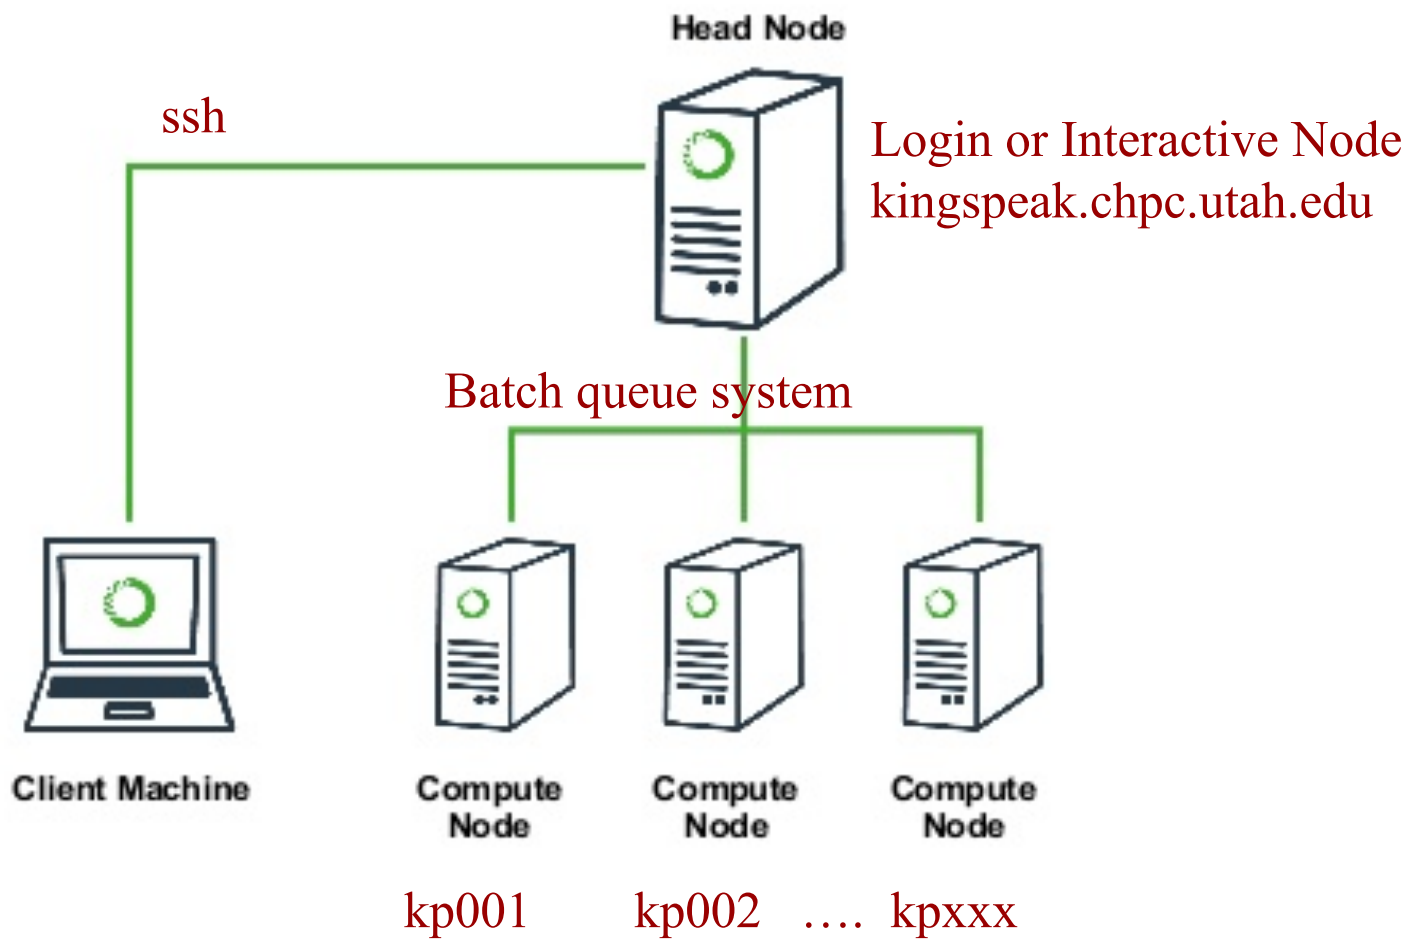 Head Node
ssh
Login or Interactive Node
kingspeak.chpc.utah.edu
Batch queue system
Client Machine
Compute
Node
Compute
Node
Compute
Node
kp001
kp002
....
kpxxx